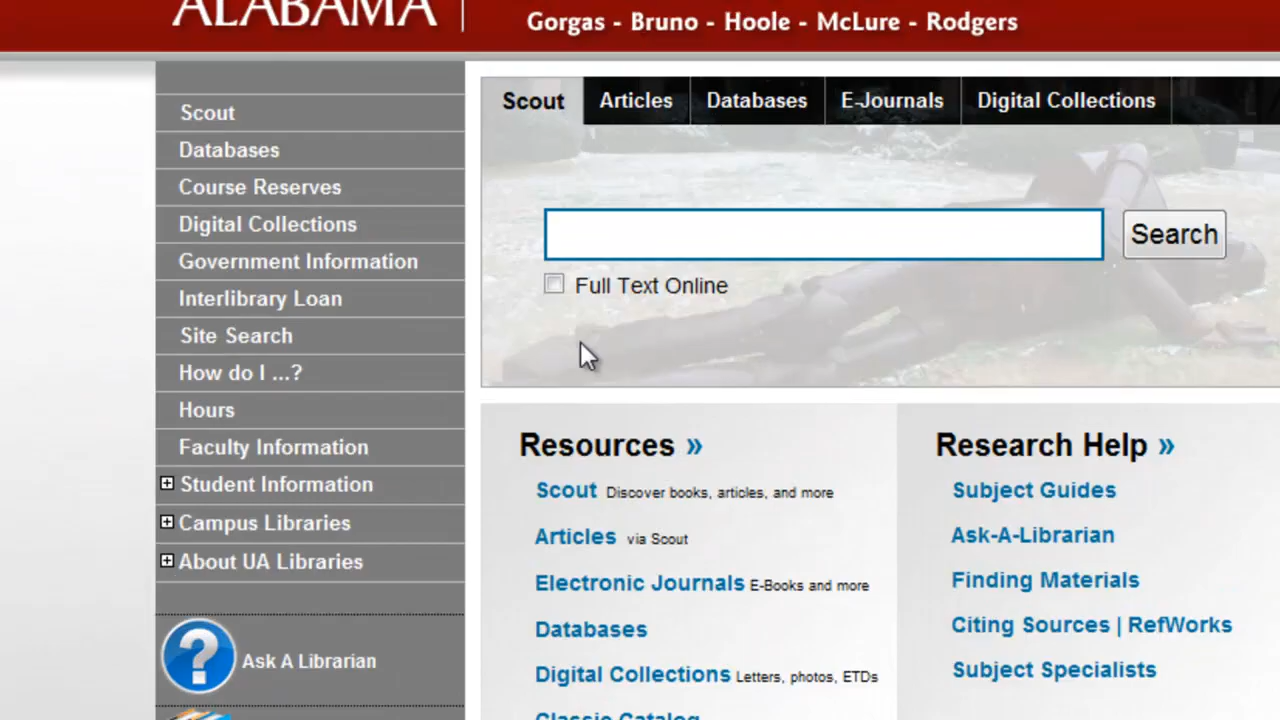 ALABAMA
Gorgas - Bruno - Hoole - McLure - Rodgers
Scout
Databases
Course Reserves
Digital Collections
Government Information
Interlibrary Loan
Site Search
How do I ...?
Hours
Faculty Information
Student Information
Campus Libraries
About UA Libraries
Ask A Librarian
Scout Articles Databases E-Journals Digital Collections
Search
Full Text Online
Resources »
Scout Discover books, articles, and more
Articles via Scout
Electronic Journals E-Books and more
Databases
Digital Collections Letters, photos, ETDs
Classic Catalog
Research Help »
Subject Guides
Ask-A-Librarian
Finding Materials
Citing Sources | RefWorks
Subject Specialists